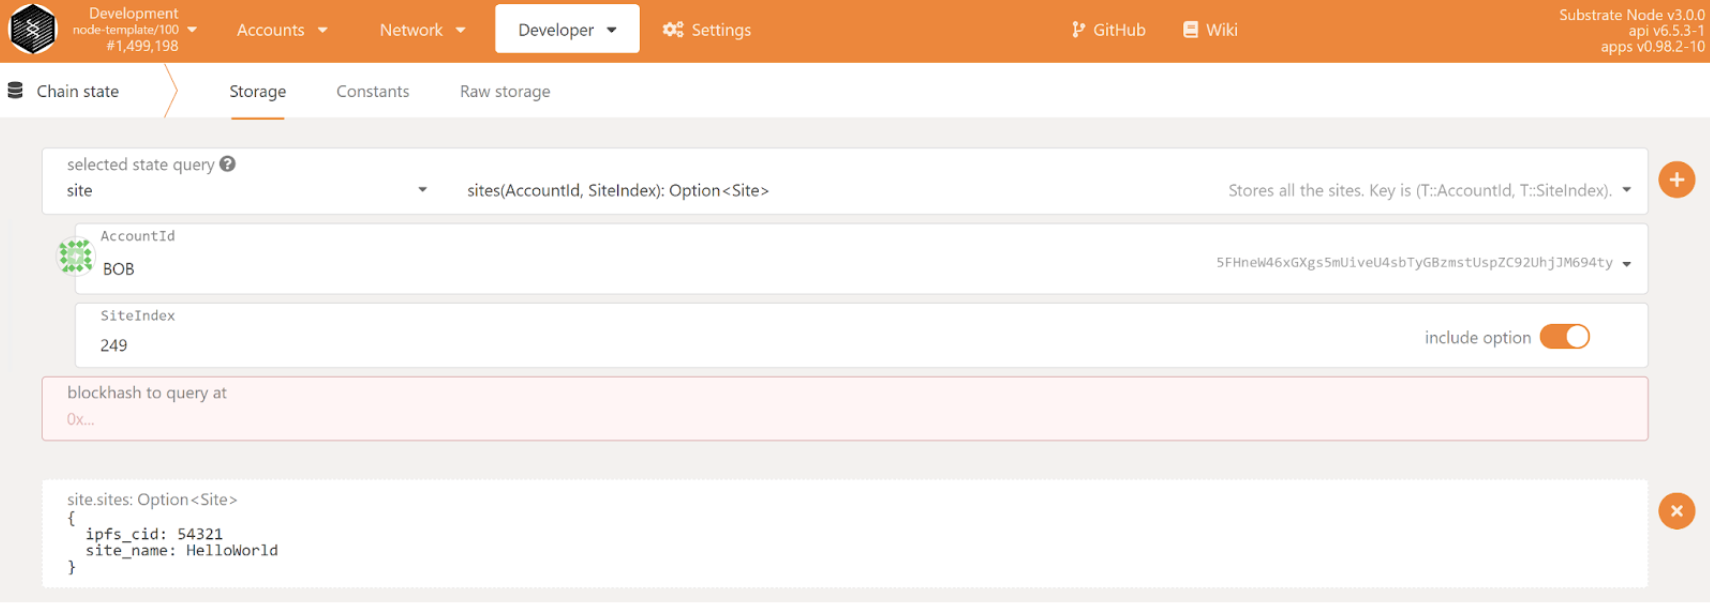 Development
node-template/100
#1,499,198
Accounts
Network
Developer
Settings
GitHub
Wiki
Substrate Node v3.0.0
api v6.5.3-1
apps v0.98.2-10
Chain state
Storage
Constants
Raw storage
selected state query
site
sites(AccountId, SiteIndex): Option<Site>
Stores all the sites. Key is (T::AccountId, T::SiteIndex).
AccountId
BOB
5FHneW46xGXgs5mUiveU4sbTyGBzmstUspZC92UhjJM694ty
SiteIndex
249
include option
blockhash to query at
0x...
site.sites: Option<Site>
{
ipfs_cid: 54321
site_name: HelloWorld
}